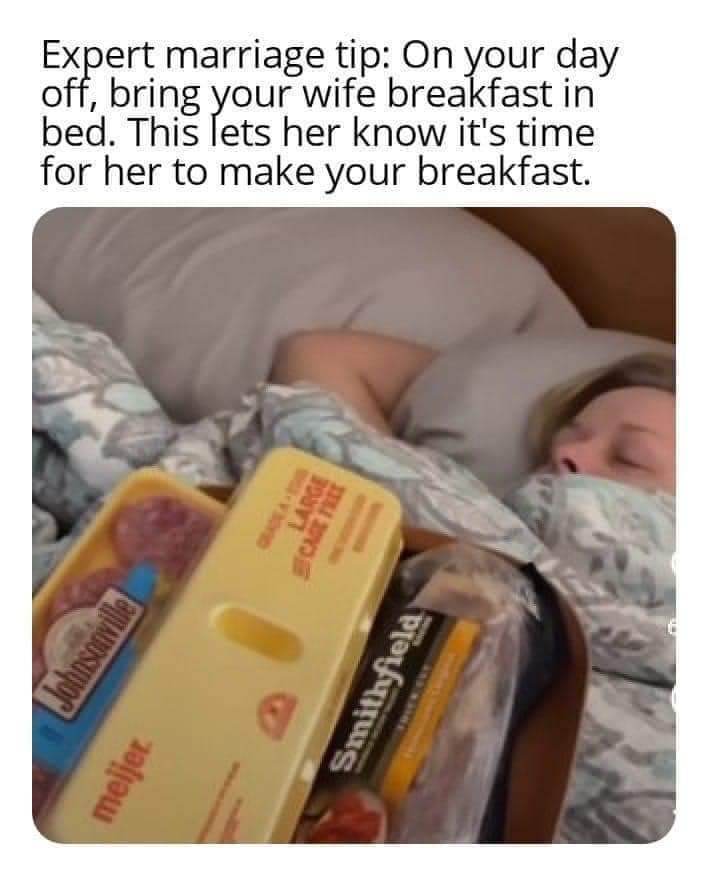 Expert marriage tip: On your day
off, bring your wife breakfast in
bed. This lets her know it's time
for her to make your breakfast.
Johnsonville
GRADE A
LARGE
CAGE FREE
meijer
Smithfield